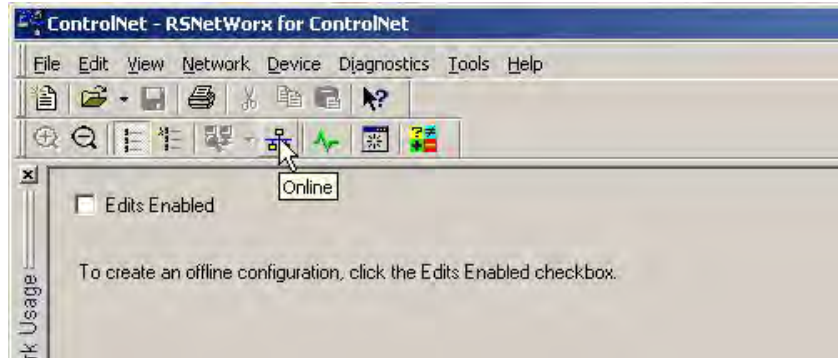 ControlNet - RSNetWorx for ControlNet
File Edit View Network Device Diagnostics Tools Help
Online
Edits Enabled
To create an offline configuration, click the Edits Enabled checkbox.
Usage